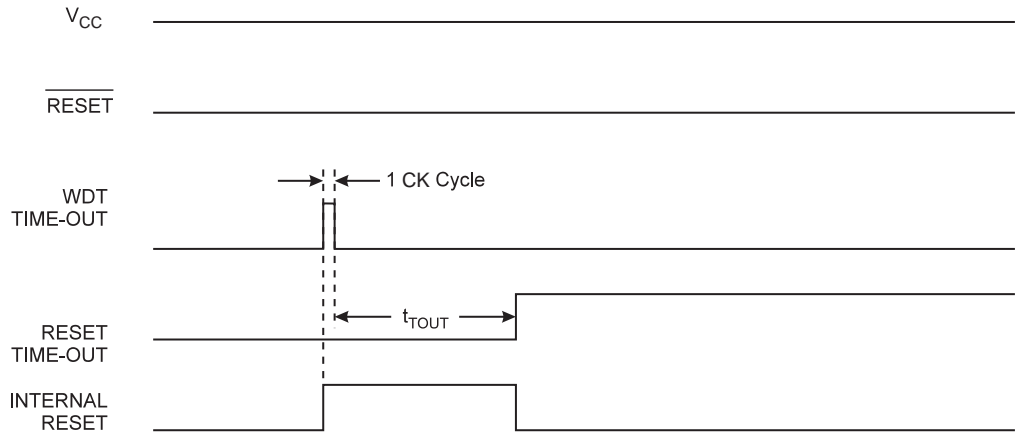 VCC
RESET
WDT
TIME-OUT
1 CK Cycle
RESET
TIME-OUT
tTOUT
INTERNAL
RESET